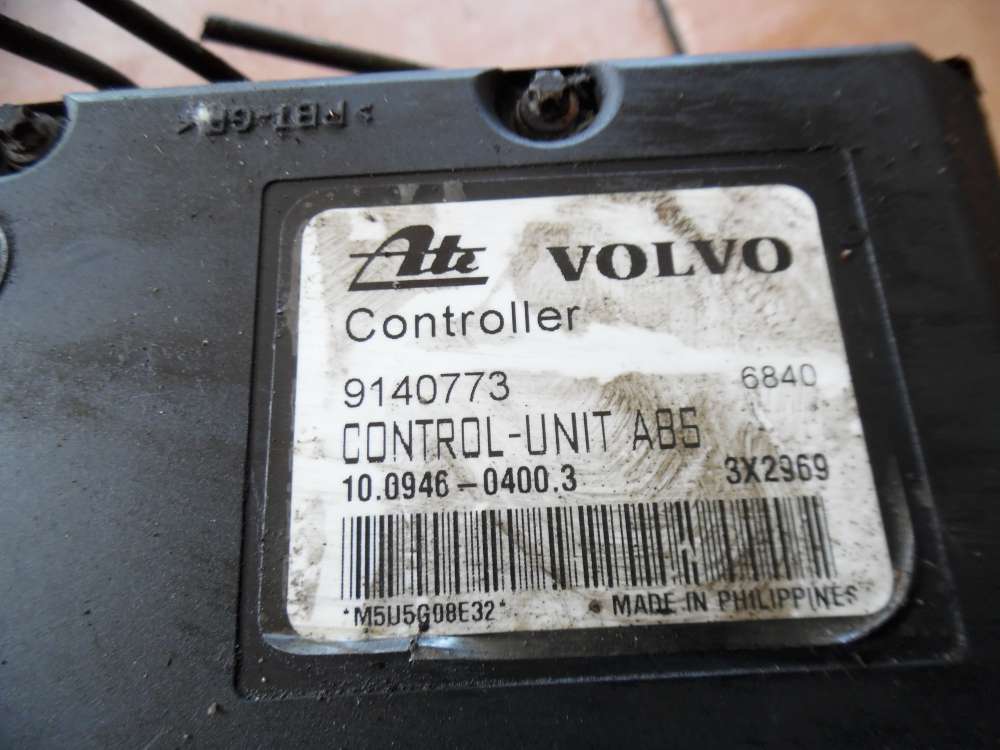 Ate VOLVO
Controller
9140773 6840
CONTROL-UNIT ABS
10.0946-0400.3 3X2969
*M5U5G08E32* MADE IN PHILIPPINES